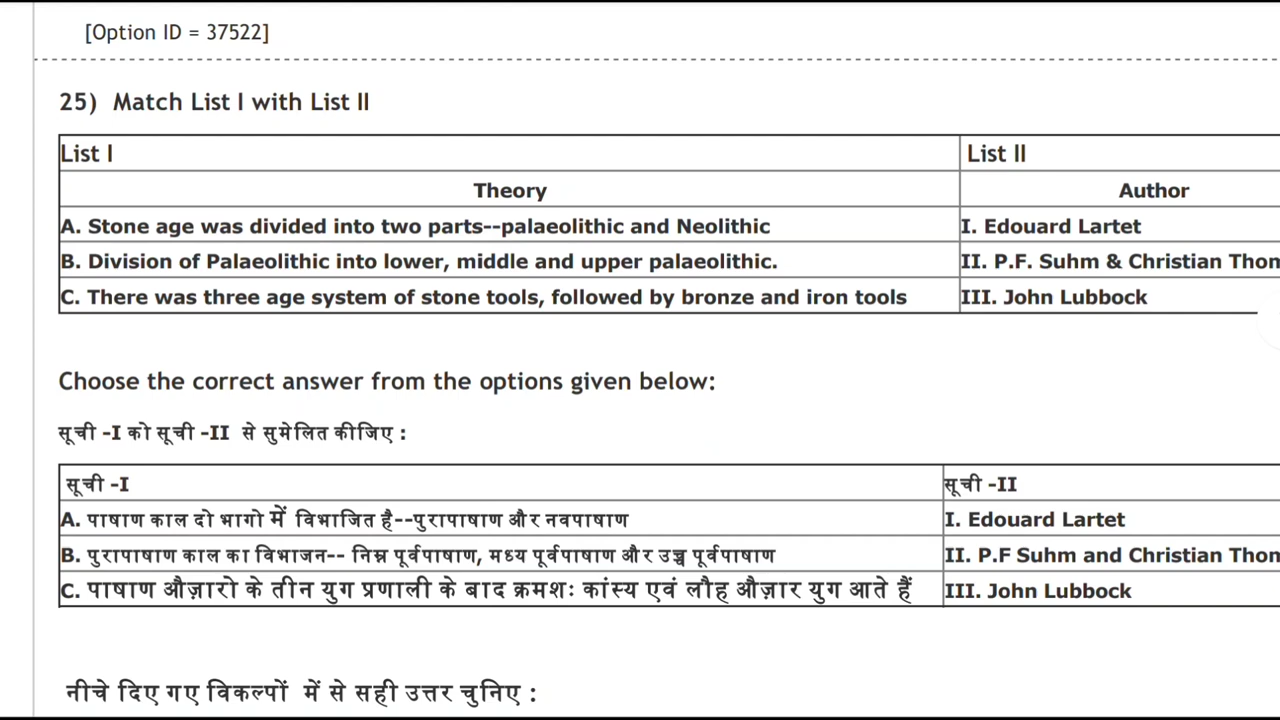 [Option ID = 37522]
25) Match List I with List II
List I List II
Theory Author
A. Stone age was divided into two parts--palaeolithic and Neolithic I. Edouard Lartet
B. Division of Palaeolithic into lower, middle and upper palaeolithic. II. P.F. Suhm & Christian Thom
C. There was three age system of stone tools, followed by bronze and iron tools III. John Lubbock
Choose the correct answer from the options given below:
सूची -I को सूची -II से सुमेलित कीजिए :
सूची -I सूची -II
A. पाषाण काल दो भागो में विभाजित है--पुरापाषाण और नवपाषाण I. Edouard Lartet
B. पुरापाषाण काल का विभाजन-- निम्न पूर्वपाषाण, मध्य पूर्वपाषाण और उच्च पूर्वपाषाण II. P.F Suhm and Christian Thom
C. पाषाण औज़ारो के तीन युग प्रणाली के बाद क्रमशः कांस्य एवं लौह औज़ार युग आते हैं III. John Lubbock
नीचे दिए गए विकल्पों में से सही उत्तर चुनिए :